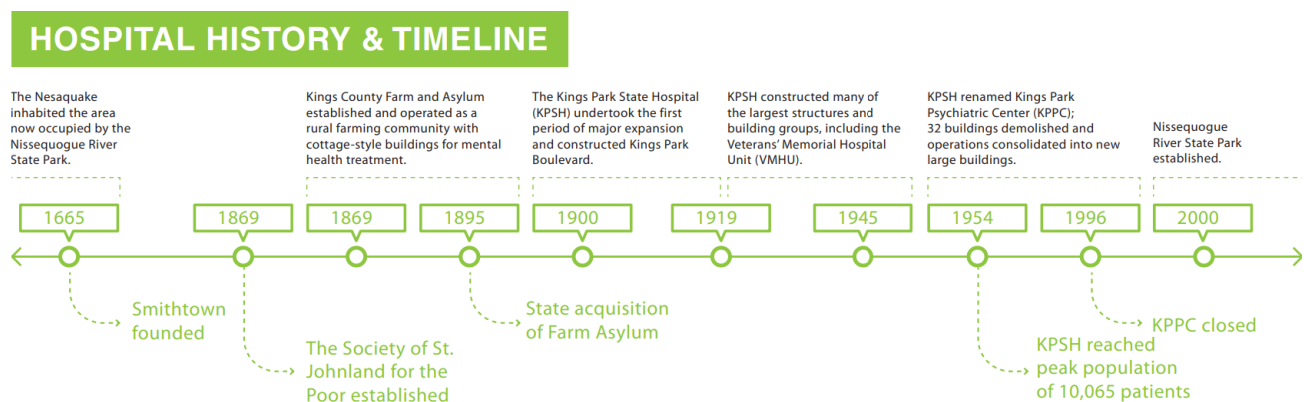 HOSPITAL HISTORY & TIMELINE
The Nesaquake
inhabited the area
now occupied by the
Nissequogue River
State Park.
Kings County Farm and Asylum
established and operated as a
rural farming community with
cottage-style buildings for mental
health treatment.
The Kings Park State Hospital
(KPSH) undertook the first
period of major expansion
and constructed Kings Park
Boulevard.
KPSH constructed many of
the largest structures and
building groups, including the
Veterans’ Memorial Hospital
Unit (VMHU).
KPSH renamed Kings Park
Psychiatric Center (KPPC);
32 buildings demolished and
operations consolidated into new
large buildings.
Nissequogue
River State Park
established.
1665
1869
1869
1895
1900
1919
1945
1954
1996
2000
Smithtown
founded
The Society of St.
Johnland for the
Poor established
State acquisition
of Farm Asylum
KPSH reached
peak population
of 10,065 patients
KPPC closed